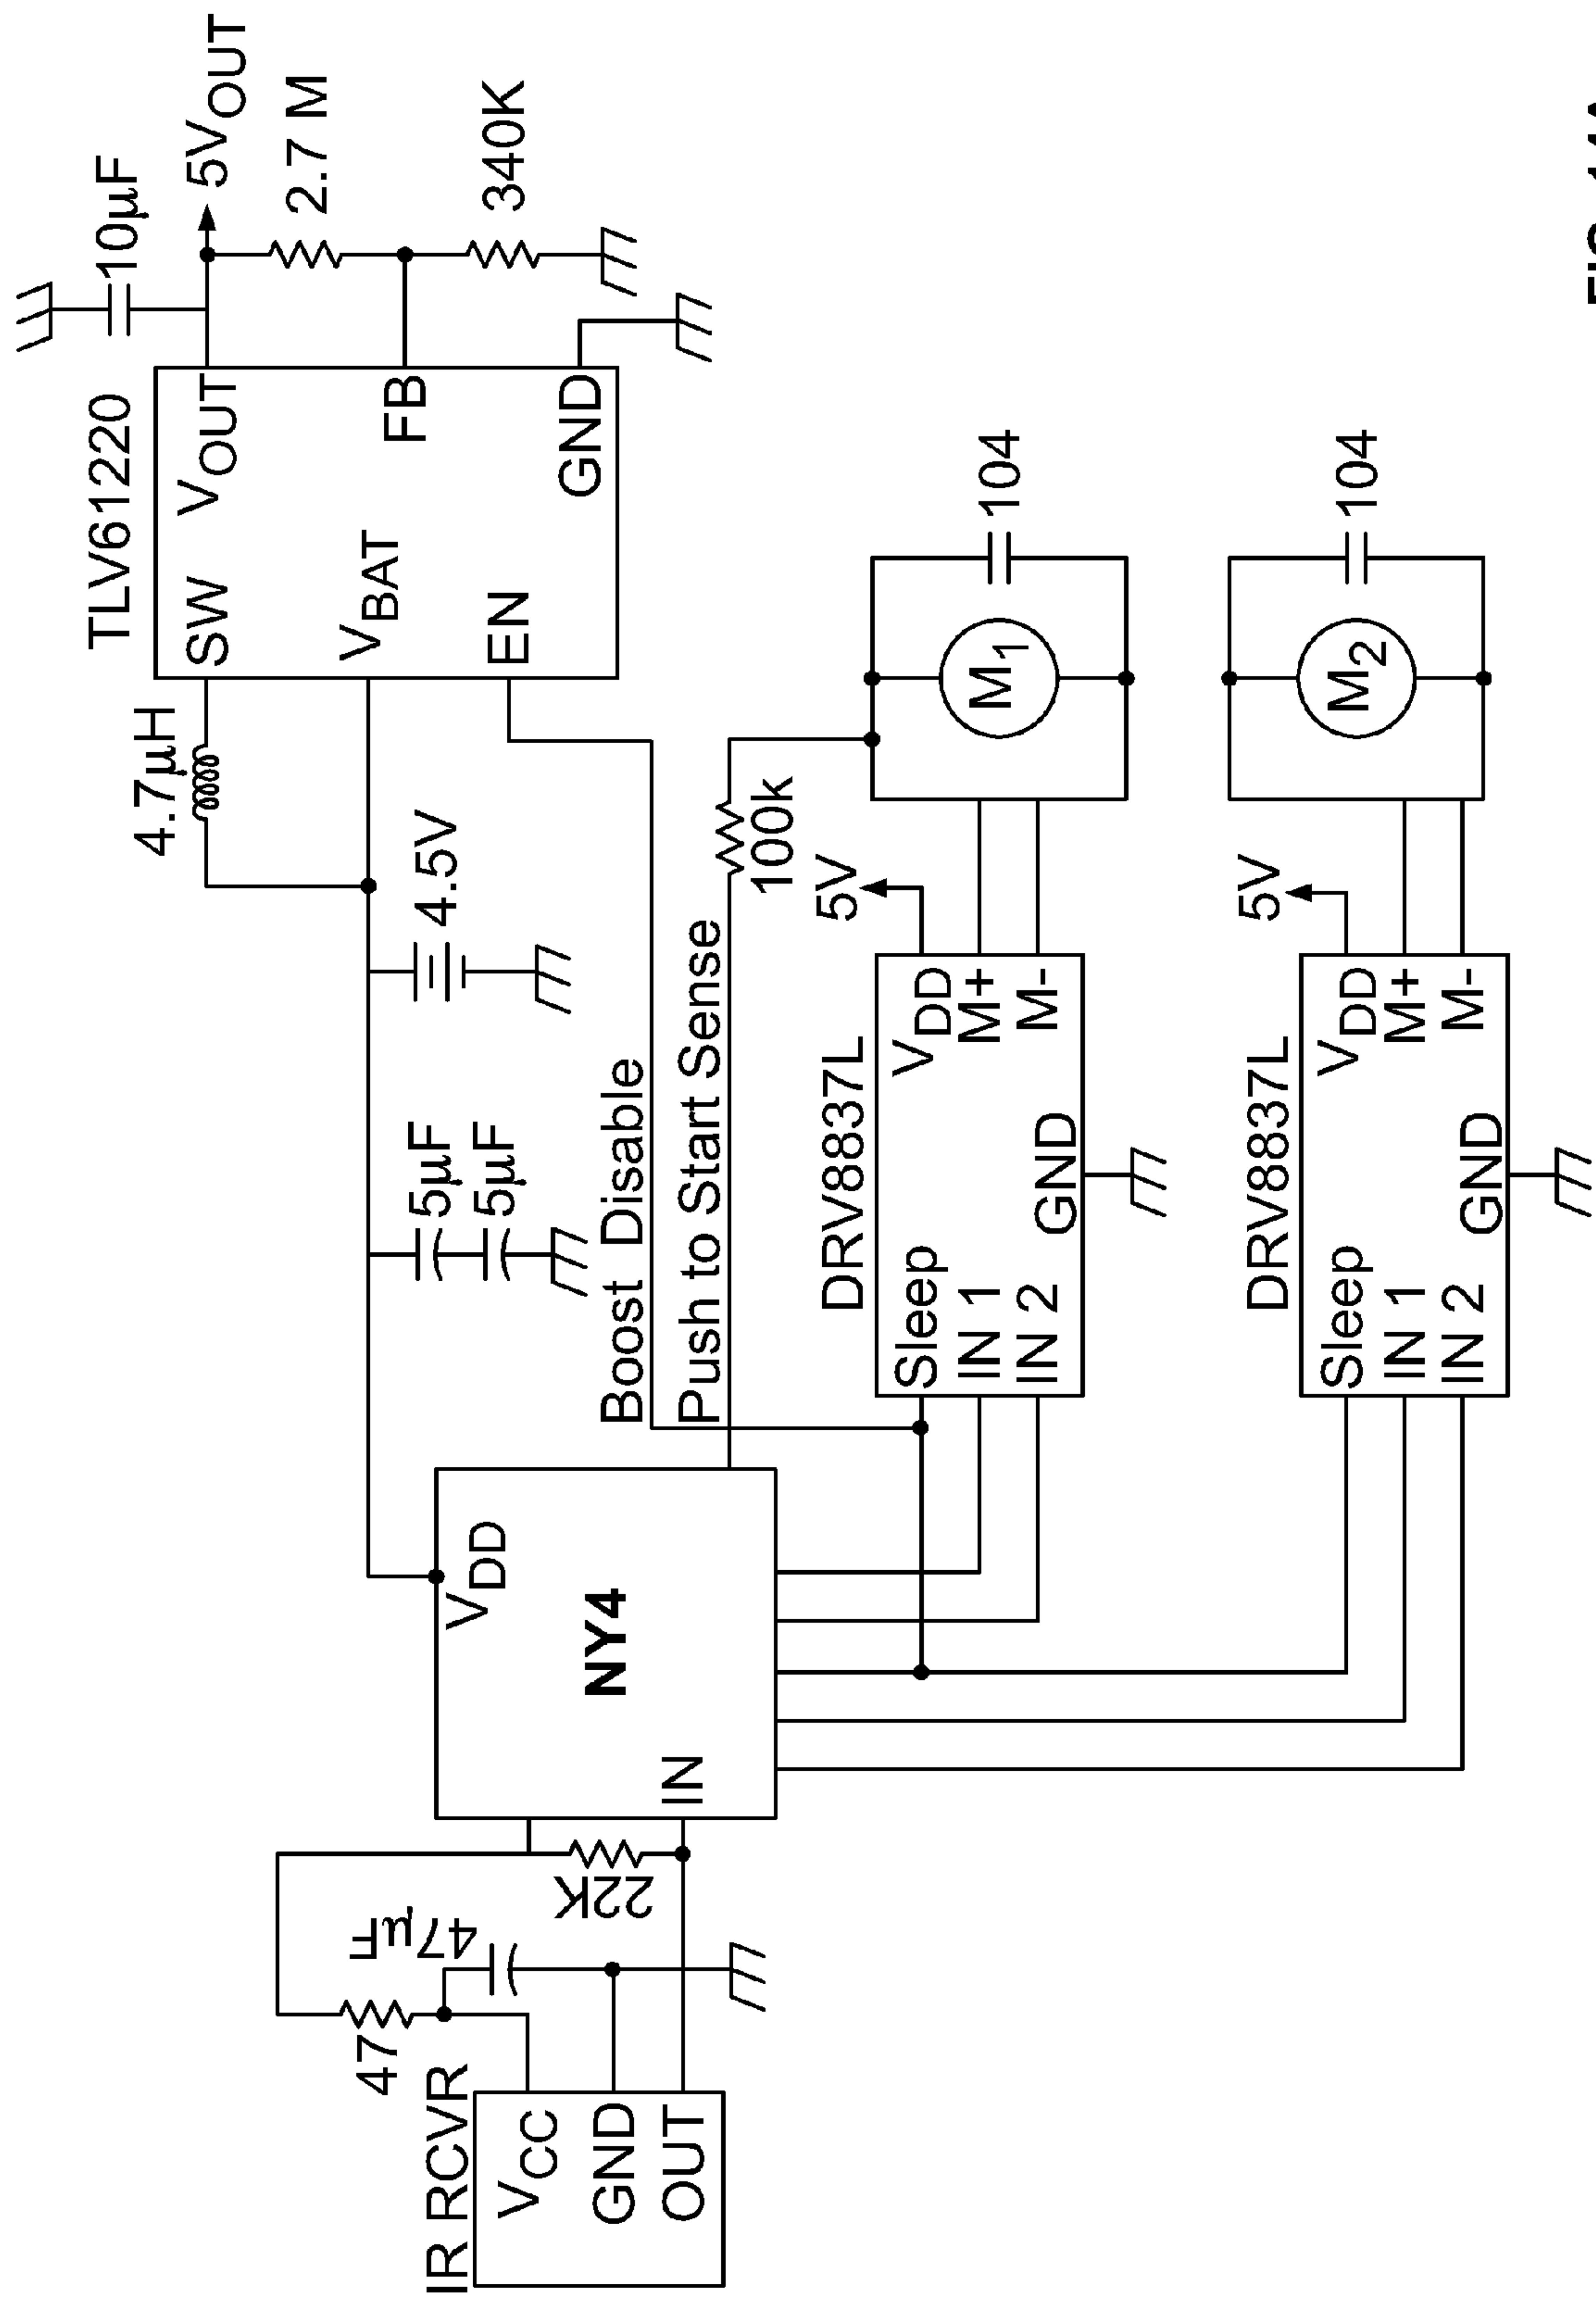 IR RCVR
VCC
GND
OUT
47
47µF
22K
NY4
VDD
IN
5µF
5µF
4.5V
4.7µH
TLV61220
SW
VOUT
VBAT
FB
EN
GND
10µF
5VOUT
2.7 M
340K
Boost Disable
Push to Start Sense
100k
DRV8837L
Sleep
VDD
IN 1
M+
IN 2
M-
GND
5V
M1
104
DRV8837L
Sleep
VDD
IN 1
M+
IN 2
M-
GND
5V
M2
104